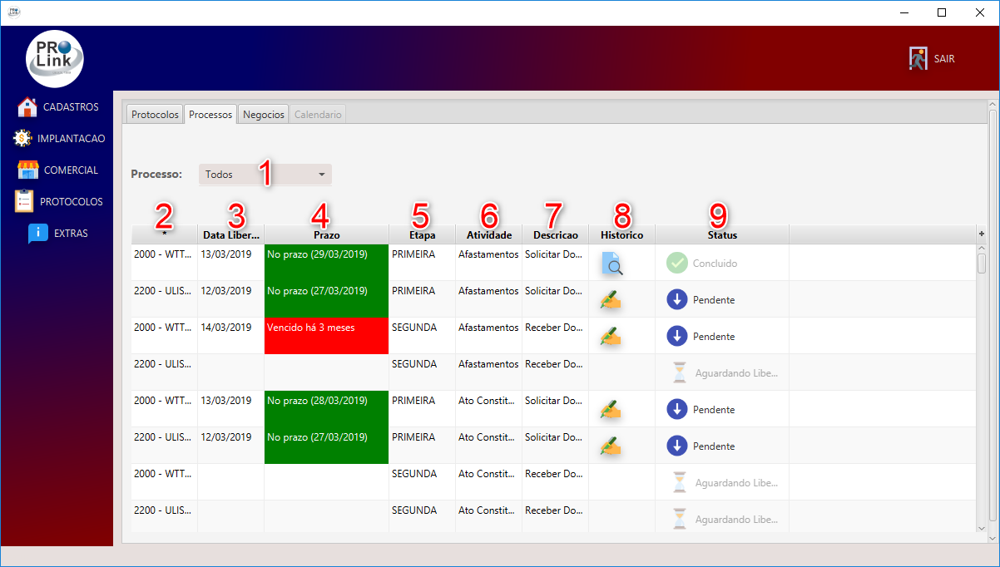 PRO
Link
SAIR
CADASTROS
IMPLANTACAO
COMERCIAL
PROTOCOLOS
EXTRAS
Protocolos Processos Negocios Calendario
Processo: Todos 1
2 3 4 5 6 7 8 9
* Data Liber... Prazo Etapa Atividade Descricao Historico Status +
2000 - WTT... 13/03/2019 No prazo (29/03/2019) PRIMEIRA Afastamentos Solicitar Do... Concluido
2200 - ULIS... 12/03/2019 No prazo (27/03/2019) PRIMEIRA Afastamentos Solicitar Do... Pendente
2000 - WTT... 14/03/2019 Vencido há 3 meses SEGUNDA Afastamentos Receber Do... Pendente
2200 - ULIS... SEGUNDA Afastamentos Receber Do... Aguardando Libe...
2000 - WTT... 13/03/2019 No prazo (28/03/2019) PRIMEIRA Ato Constit... Solicitar Do... Pendente
2200 - ULIS... 12/03/2019 No prazo (27/03/2019) PRIMEIRA Ato Constit... Solicitar Do... Pendente
2000 - WTT... SEGUNDA Ato Constit... Receber Do... Aguardando Libe...
2200 - ULIS... SEGUNDA Ato Constit... Receber Do... Aguardando Libe...